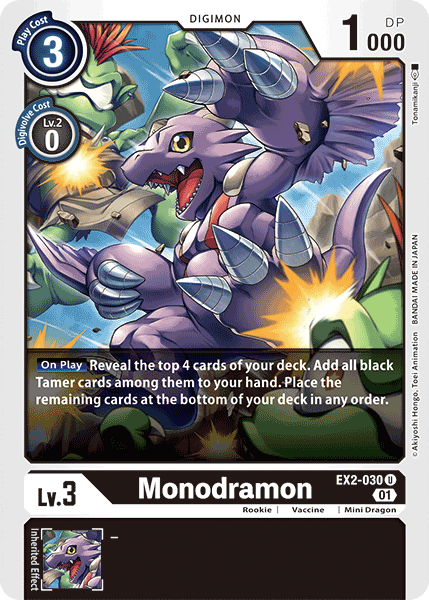 Play Cost
3
DIGIMON
1000
DP
Digivolve Cost
Lv.2
0
Tonamikanji
On Play Reveal the top 4 cards of your deck. Add all black
Tamer cards among them to your hand. Place the
remaining cards at the bottom of your deck in any order.
©Akiyoshi Hongo, Toei Animation BANDAI MADE IN JAPAN
Lv.3
Monodramon
EX2-030 U
01
Rookie | Vaccine | Mini Dragon
Inherited Effect
–